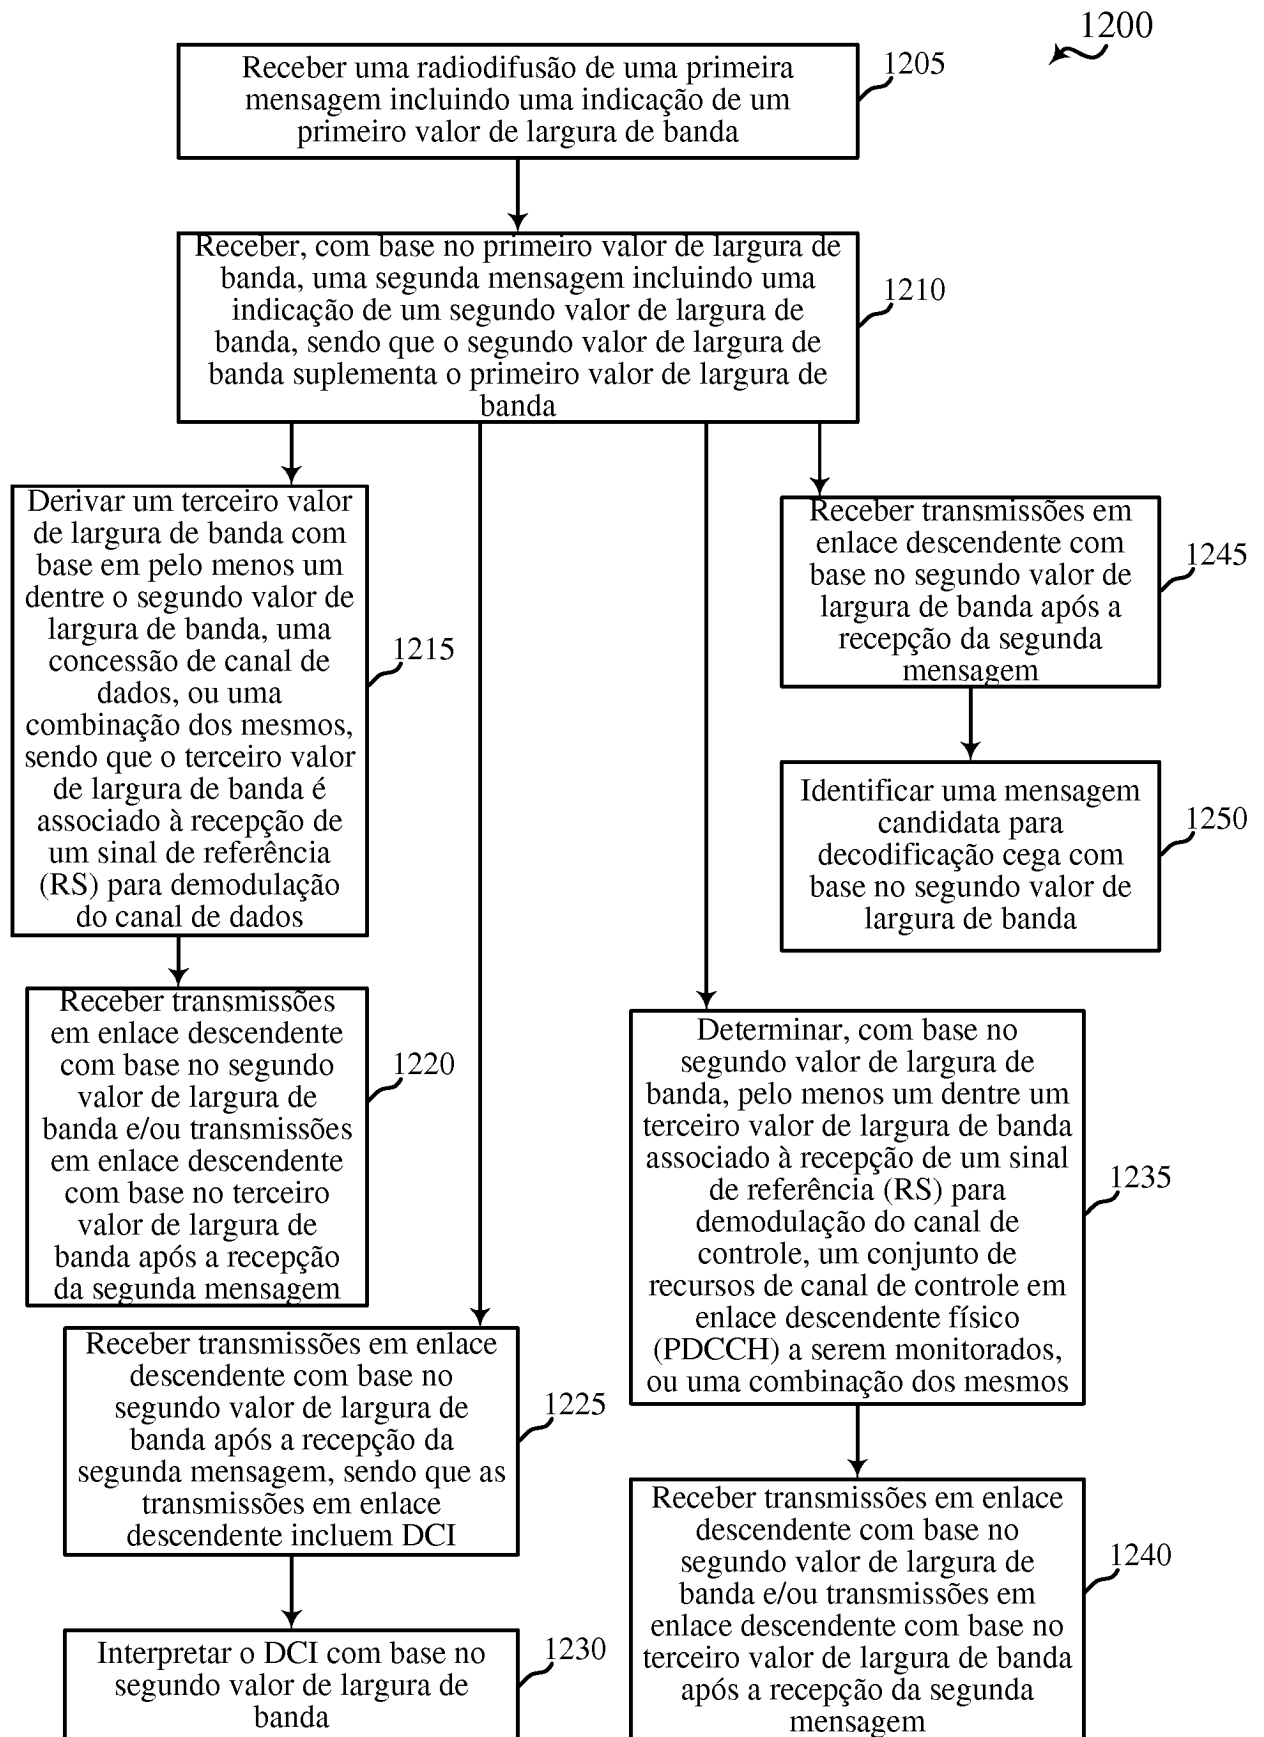 1200
Receber uma radiodifusão de uma primeira
mensagem incluindo uma indicação de um
primeiro valor de largura de banda
1205
Receber, com base no primeiro valor de largura de
banda, uma segunda mensagem incluindo uma
indicação de um segundo valor de largura de
banda, sendo que o segundo valor de largura de
banda suplementa o primeiro valor de largura de
banda
1210
Derivar um terceiro valor
de largura de banda com
base em pelo menos um
dentre o segundo valor de
largura de banda, uma
concessão de canal de
dados, ou uma
combinação dos mesmos,
sendo que o terceiro valor
de largura de banda é
associado à recepção de
um sinal de referência
(RS) para demodulação
do canal de dados
1215
Receber transmissões
em enlace descendente
com base no segundo
valor de largura de
banda e/ou transmissões
em enlace descendente
com base no terceiro
valor de largura de
banda após a recepção
da segunda mensagem
1220
Receber transmissões em enlace
descendente com base no
segundo valor de largura de
banda após a recepção da
segunda mensagem, sendo que as
transmissões em enlace
descendente incluem DCI
1225
Interpretar o DCI com base no
segundo valor de largura de
banda
1230
Receber transmissões em
enlace descendente com
base no segundo valor de
largura de banda após a
recepção da segunda
mensagem
1245
Identificar uma mensagem
candidata para
decodificação cega com
base no segundo valor de
largura de banda
1250
Determinar, com base no
segundo valor de largura de
banda, pelo menos um dentre um
terceiro valor de largura de banda
associado à recepção de um sinal
de referência (RS) para
demodulação do canal de
controle, um conjunto de
recursos de canal de controle em
enlace descendente físico
(PDCCH) a serem monitorados,
ou uma combinação dos mesmos
1235
Receber transmissões em enlace
descendente com base no
segundo valor de largura de
banda e/ou transmissões em
enlace descendente com base no
terceiro valor de largura de banda
após a recepção da segunda
mensagem
1240